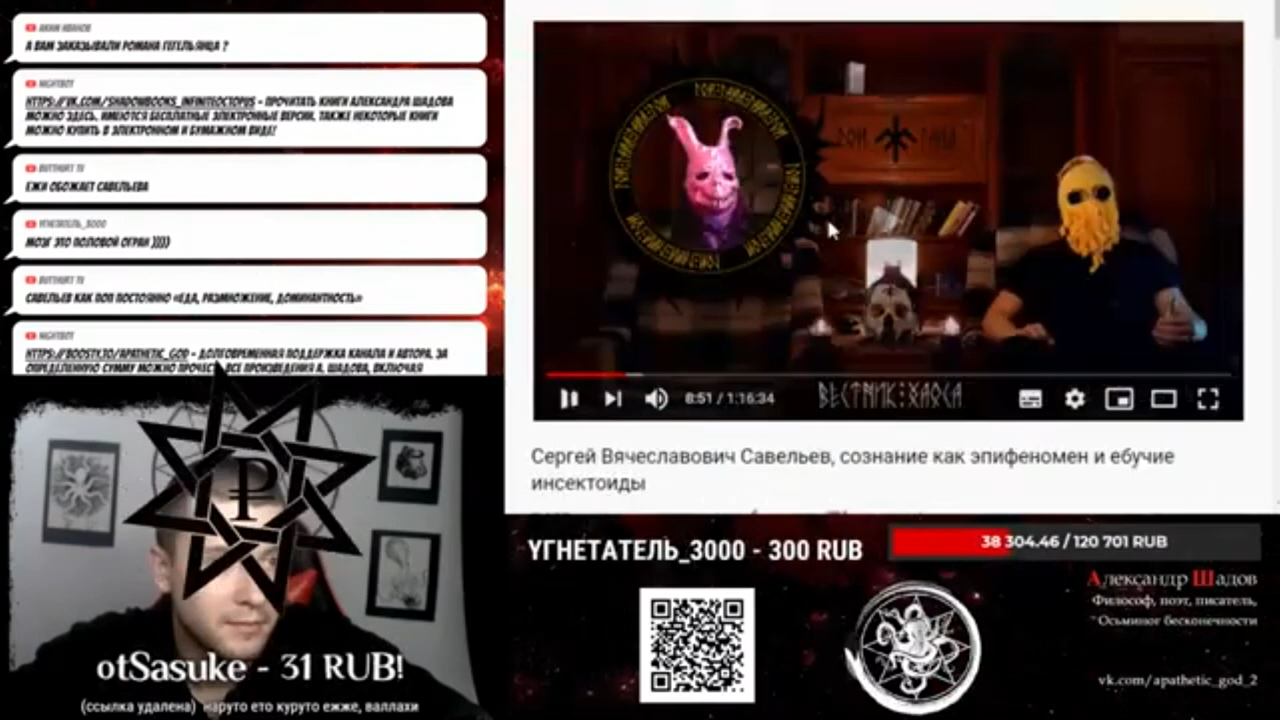 АКИМ ИВАНОВ
А ВАМ ЗАКАЗЫВАЛИ РОМАНА ГЕГЕЛЬЯНЦА ?
NIGHTBOT
HTTPS://VK.COM/SHADOWBOOKS_INFINITEOCTOPUS - ПРОЧИТАТЬ КНИГИ АЛЕКСАНДРА ШАДОВА
МОЖНО ЗДЕСЬ. ИМЕЮТСЯ БЕСПЛАТНЫЕ ЭЛЕКТРОННЫЕ ВЕРСИИ, ТАКЖЕ НЕКОТОРЫЕ КНИГИ
МОЖНО КУПИТЬ В ЭЛЕКТРОННОМ И БУМАЖНОМ ВИДЕ!
BUTTHURT TV
ЕЖИ ОБОЖАЕТ САВЕЛЬЕВА
УГНЕТАТЕЛЬ_3000
МОЗГ ЭТО ПОЛОВОЙ ОРГАН ))))
BUTTHURT TV
САВЕЛЬЕВ КАК ПОП ПОСТОЯННО «ЕДА, РАЗМНОЖЕНИЕ, ДОМИНАНТНОСТЬ»
NIGHTBOT
HTTPS://BOOSTY.TO/APATHETIC_GOD - ДОЛГОВРЕМЕННАЯ ПОДДЕРЖКА КАНАЛА И АВТОРА. ЗА
ОПРЕДЕЛЕННУЮ СУММУ МОЖНО ПРОЧЕСТЬ ВСЕ ПРОИЗВЕДЕНИЯ А. ШАДОВА, ВКЛЮЧАЯ
8:51 / 1:16:34
ВЕСТНИК ХАОСА
Сергей Вячеславович Савельев, сознание как эпифеномен и ебучие
инсектоиды
УГНЕТАТЕЛЬ_3000 - 300 RUB
38 304.46 / 120 701 RUB
Александр Шадов
Философ, поэт, писатель,
Осьминог бесконечности
vk.com/apathetic_god_2
₽
otSasuke - 31 RUB!
(ссылка удалена) наруто ето куруто ежже, валлахи